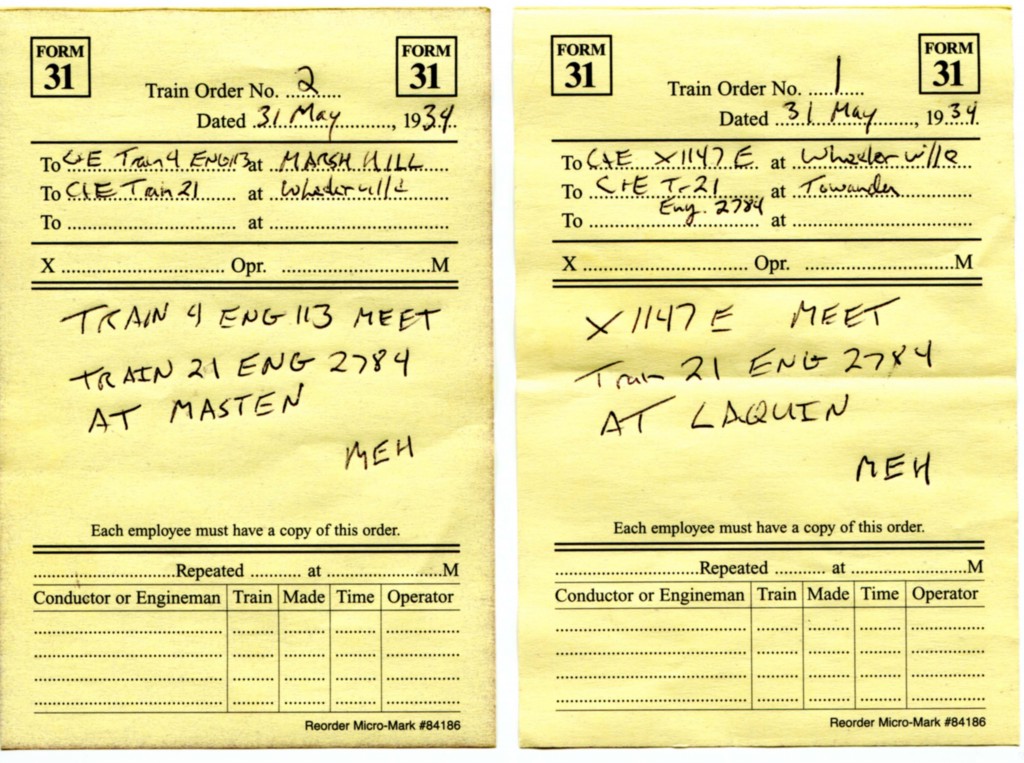 FORM 31 FORM 31
Train Order No. 2
Dated 31 May, 1934.
To C+E Train 4 ENG 113 at MARSH HILL
To C+E Train 21 at Wheelerville
To at
X Opr. M
TRAIN 4 ENG 113 MEET
TRAIN 21 ENG 2784
AT MASTEN
MEH
Each employee must have a copy of this order.
Repeated at M
Conductor or Engineman Train Made Time Operator
Reorder Micro-Mark #84186
FORM 31 FORM 31
Train Order No. 1
Dated 31 May, 1934
To C+E X1147 E at Wheelerville
To C+E Tr 21 at Towander
Eng. 2784
To at
X Opr. M
X 1147 E MEET
Train 21 ENG 2784
AT LAQUIN
MEH
Each employee must have a copy of this order.
Repeated at M
Conductor or Engineman Train Made Time Operator
Reorder Micro-Mark #84186